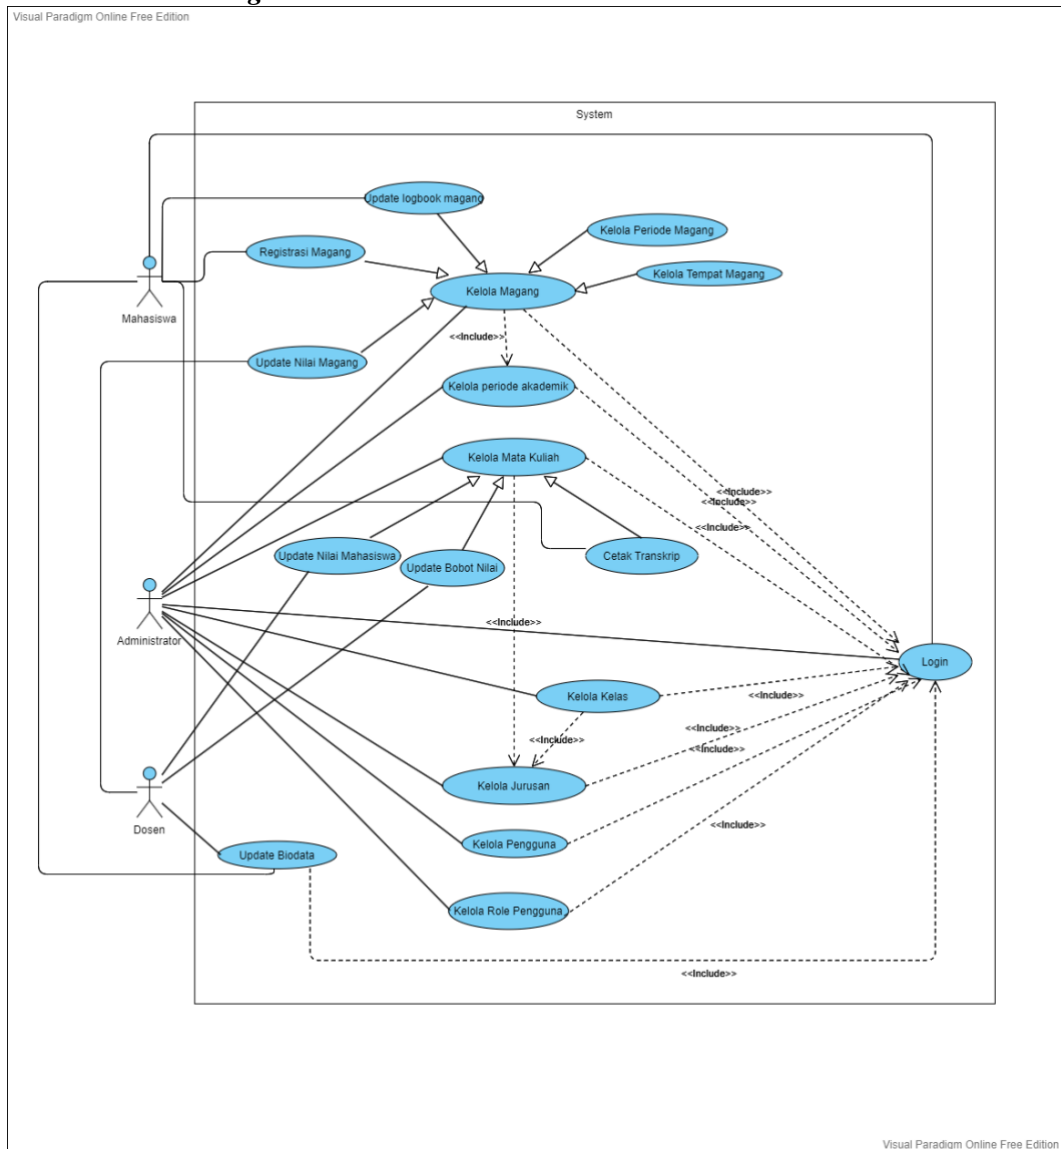 Visual Paradigm Online Free Edition
System
Update logbook magang
Kelola Periode Magang
Registrasi Magang
Kelola Tempat Magang
Kelola Magang
Mahasiswa
<<Include>>
Update Nilai Magang
Kelola periode akademik
Kelola Mata Kuliah
<<Include>>
<<Include>>
<<Include>>
Update Nilai Mahasiswa
Cetak Transkrip
Update Bobot Nilai
<<Include>>
Administrator
Login
Kelola Kelas
<<Include>>
<<Include>>
<<Include>>
<<Include>>
Kelola Jurusan
Dosen
<<Include>>
Kelola Pengguna
Update Biodata
Kelola Role Pengguna
<<Include>>
Visual Paradigm Online Free Edition